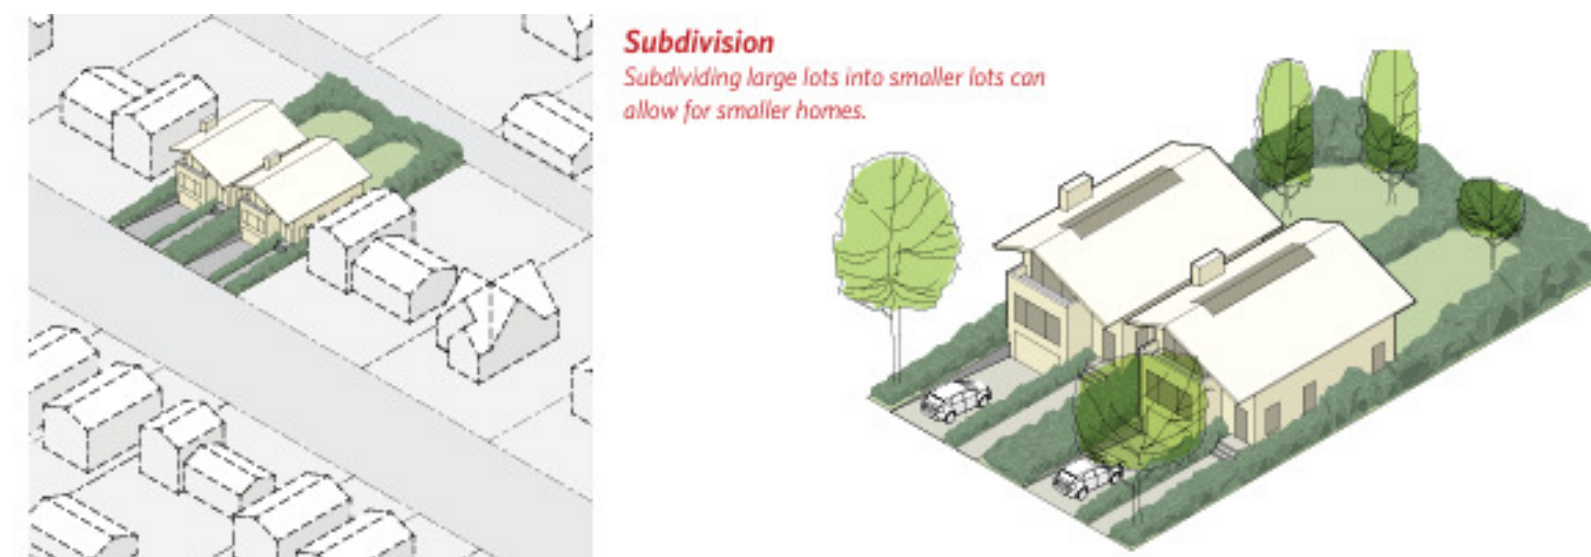 Subdivision
Subdividing large lots into smaller lots can
allow for smaller homes.